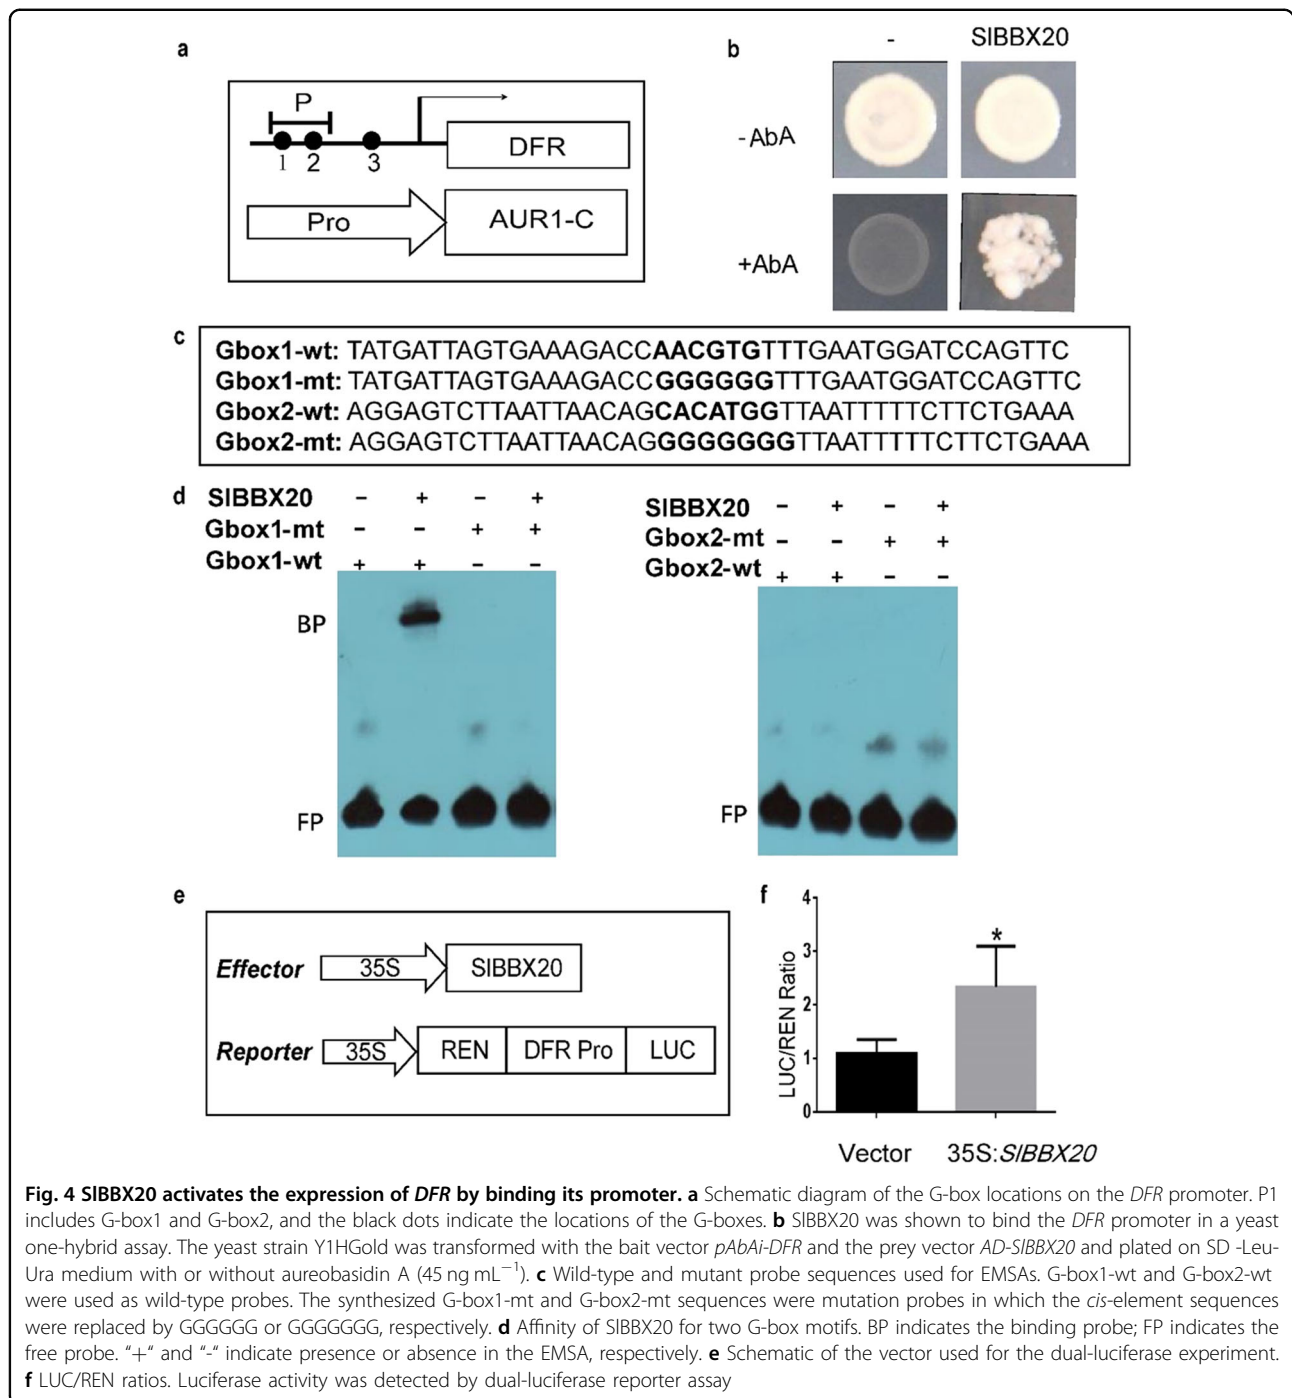 a
P
1 2 3
DFR
Pro
AUR1-C
b
- SlBBX20
-AbA
+AbA
c
Gbox1-wt: TATGATTAGTGAAAGACCAACGTGTTTGAATGGATCCAGTTC
Gbox1-mt: TATGATTAGTGAAAGACCGGGGGGTTTGAATGGATCCAGTTC
Gbox2-wt: AGGAGTCTTAATTAACAGCACATGGTTAATTTTTCTTCTGAAA
Gbox2-mt: AGGAGTCTTAATTAACAGGGGGGGGTTAATTTTTCTTCTGAAA
d
SlBBX20 - + - +
Gbox1-mt - - + +
Gbox1-wt + + - -
BP
FP
SlBBX20 - + - +
Gbox2-mt - - + +
Gbox2-wt + + - -
FP
e
Effector 35S SlBBX20
Reporter 35S REN DFR Pro LUC
f
LUC/REN Ratio
4
3
2
1
0
*
Vector 35S:SlBBX20
Fig. 4 SlBBX20 activates the expression of DFR by binding its promoter. a Schematic diagram of the G-box locations on the DFR promoter. P1
includes G-box1 and G-box2, and the black dots indicate the locations of the G-boxes. b SlBBX20 was shown to bind the DFR promoter in a yeast
one-hybrid assay. The yeast strain Y1HGold was transformed with the bait vector pAbAi-DFR and the prey vector AD-SlBBX20 and plated on SD -Leu-
Ura medium with or without aureobasidin A (45 ng mL⁻¹). c Wild-type and mutant probe sequences used for EMSAs. G-box1-wt and G-box2-wt
were used as wild-type probes. The synthesized G-box1-mt and G-box2-mt sequences were mutation probes in which the cis-element sequences
were replaced by GGGGGG or GGGGGGG, respectively. d Affinity of SlBBX20 for two G-box motifs. BP indicates the binding probe; FP indicates the
free probe. “+“ and “-“ indicate presence or absence in the EMSA, respectively. e Schematic of the vector used for the dual-luciferase experiment.
f LUC/REN ratios. Luciferase activity was detected by dual-luciferase reporter assay